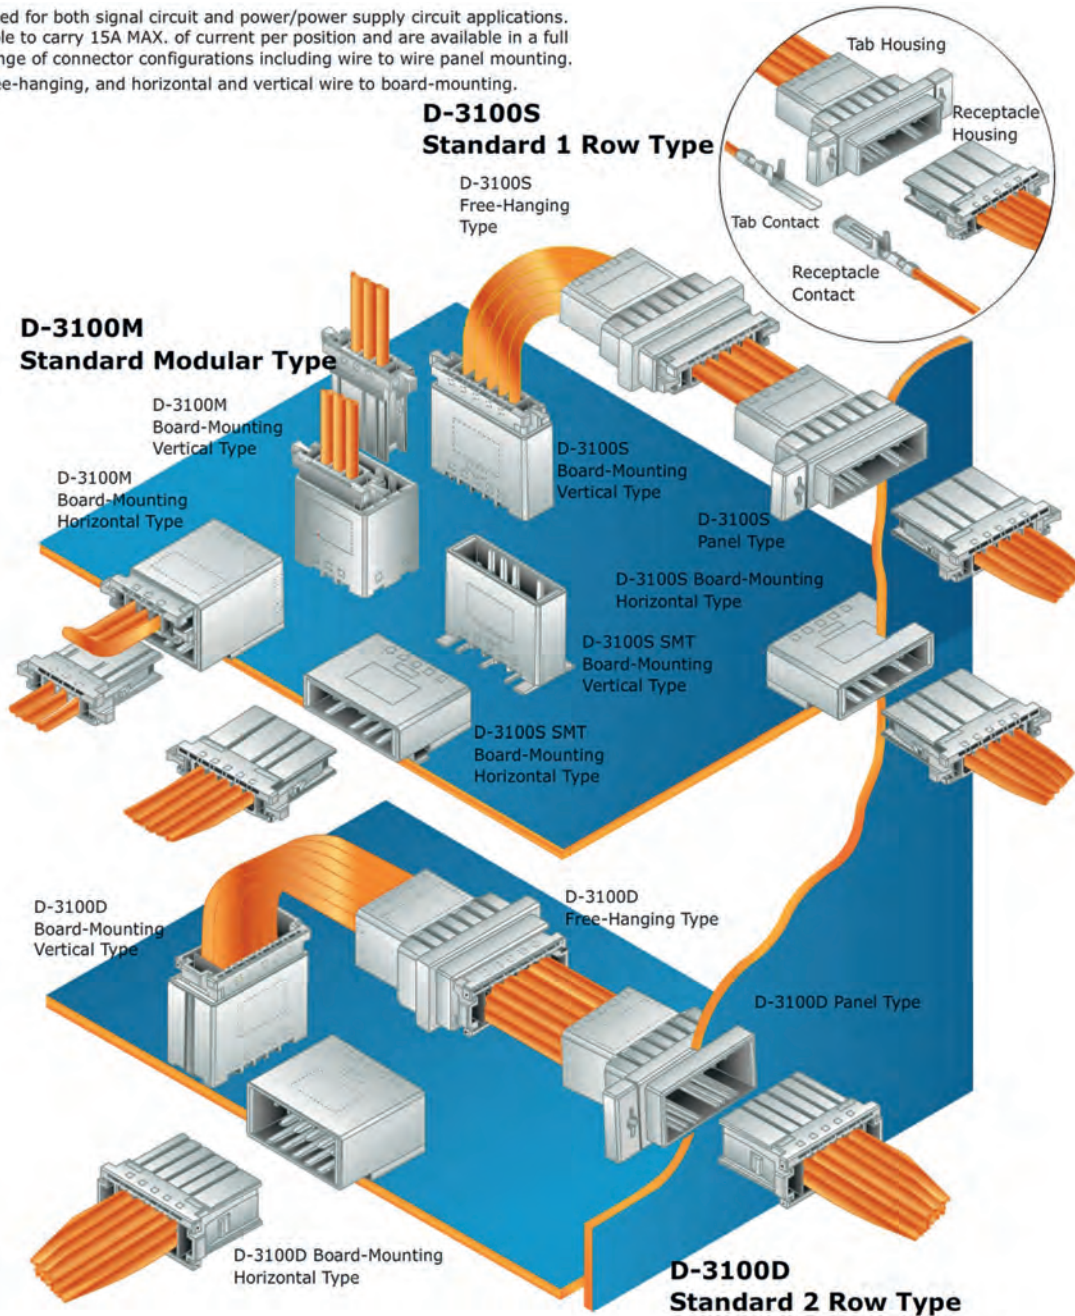 ed for both signal circuit and power/power supply circuit applications.
le to carry 15A MAX. of current per position and are available in a full
nge of connector configurations including wire to wire panel mounting.
ee-hanging, and horizontal and vertical wire to board-mounting.
D-3100S
Standard 1 Row Type
D-3100S
Free-Hanging
Type
Tab Housing
Receptacle
Housing
Tab Contact
Receptacle
Contact
D-3100M
Standard Modular Type
D-3100M
Board-Mounting
Vertical Type
D-3100M
Board-Mounting
Horizontal Type
D-3100S
Board-Mounting
Vertical Type
D-3100S
Panel Type
D-3100S Board-Mounting
Horizontal Type
D-3100S SMT
Board-Mounting
Vertical Type
D-3100S SMT
Board-Mounting
Horizontal Type
D-3100D
Board-Mounting
Vertical Type
D-3100D
Free-Hanging Type
D-3100D Panel Type
D-3100D Board-Mounting
Horizontal Type
D-3100D
Standard 2 Row Type